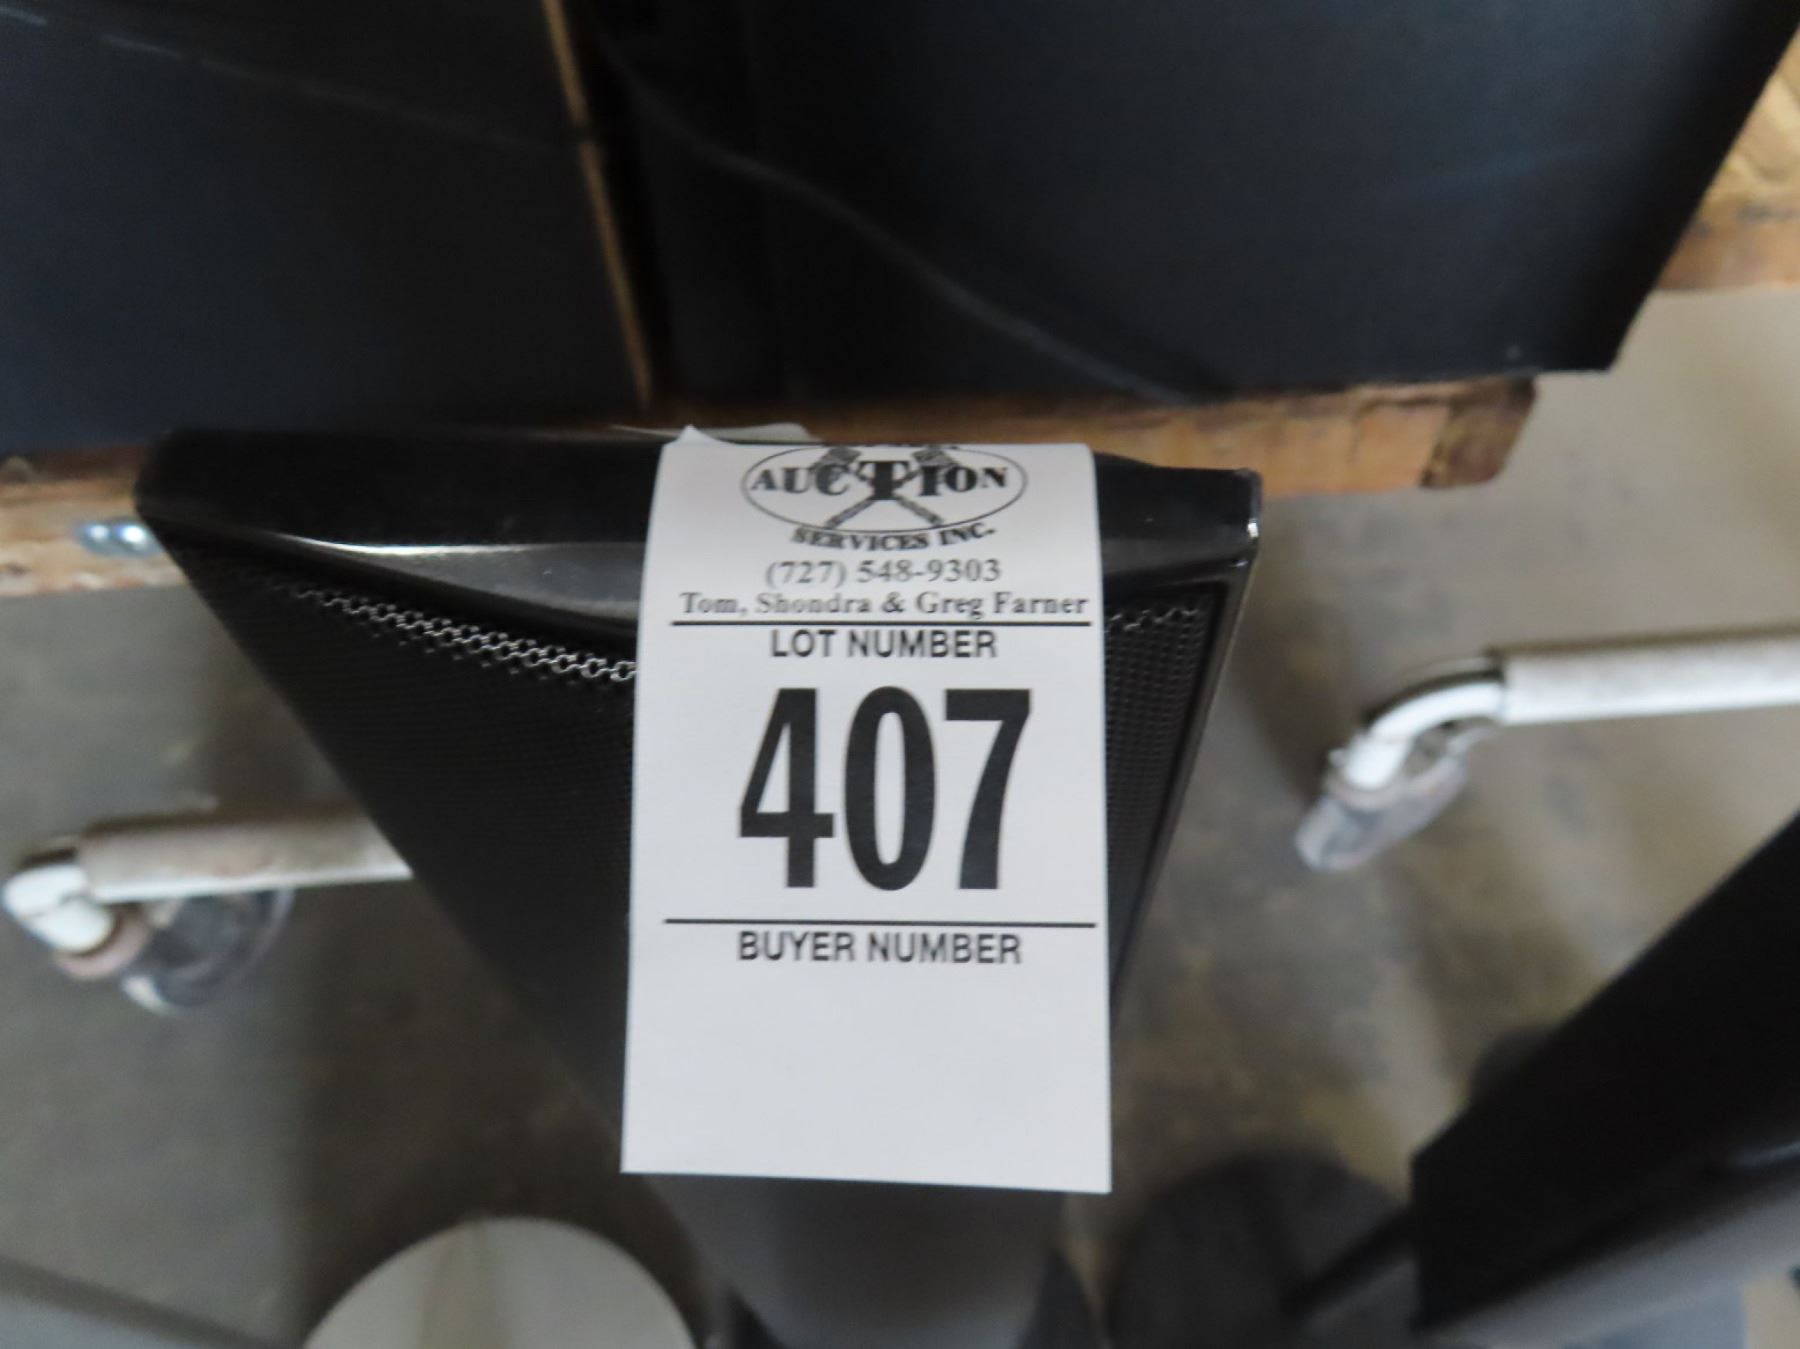 AUCTION
SERVICES INC.
(727) 548-9303
Tom, Shondra & Greg Farner
LOT NUMBER
407
BUYER NUMBER